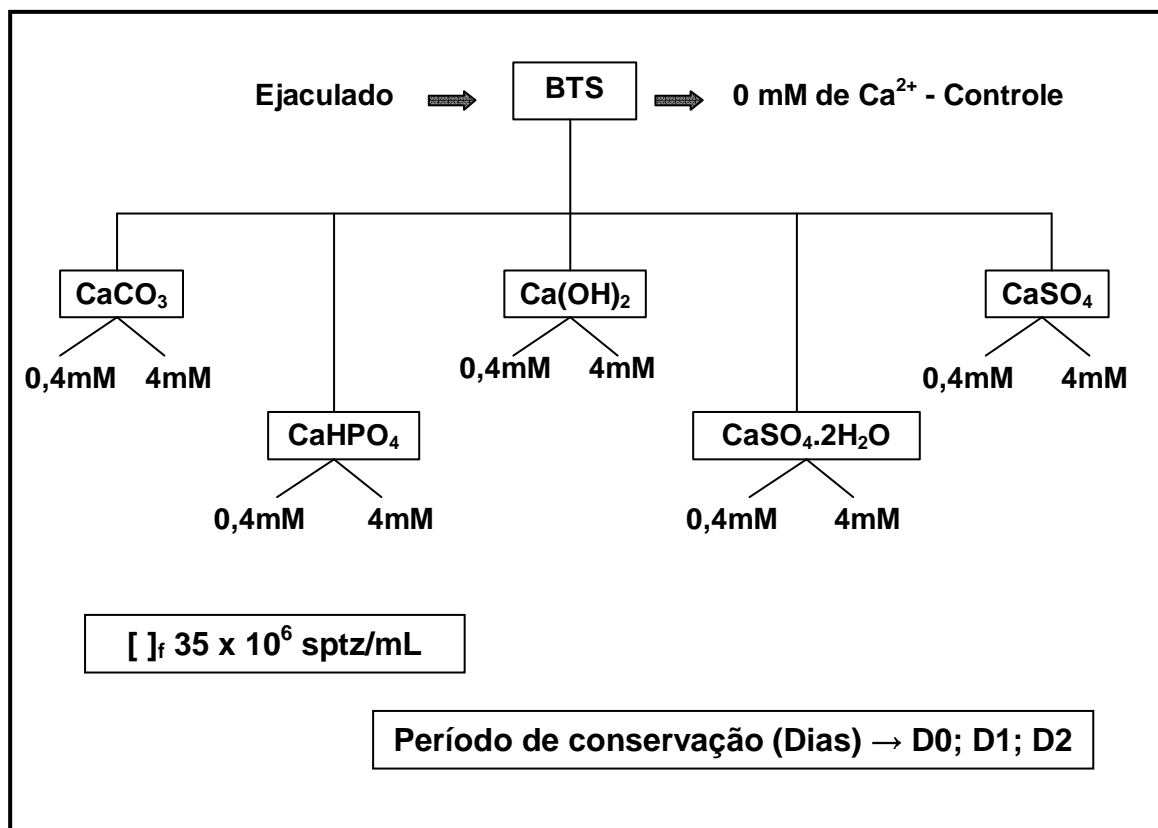 Ejaculado BTS 0 mM de Ca²⁺ - Controle
CaCO₃ Ca(OH)₂ CaSO₄
0,4mM 4mM 0,4mM 4mM 0,4mM 4mM
CaHPO₄ CaSO₄.2H₂O
0,4mM 4mM 0,4mM 4mM
[ ]f 35 x 10⁶ sptz/mL
Período de conservação (Dias) → D0; D1; D2